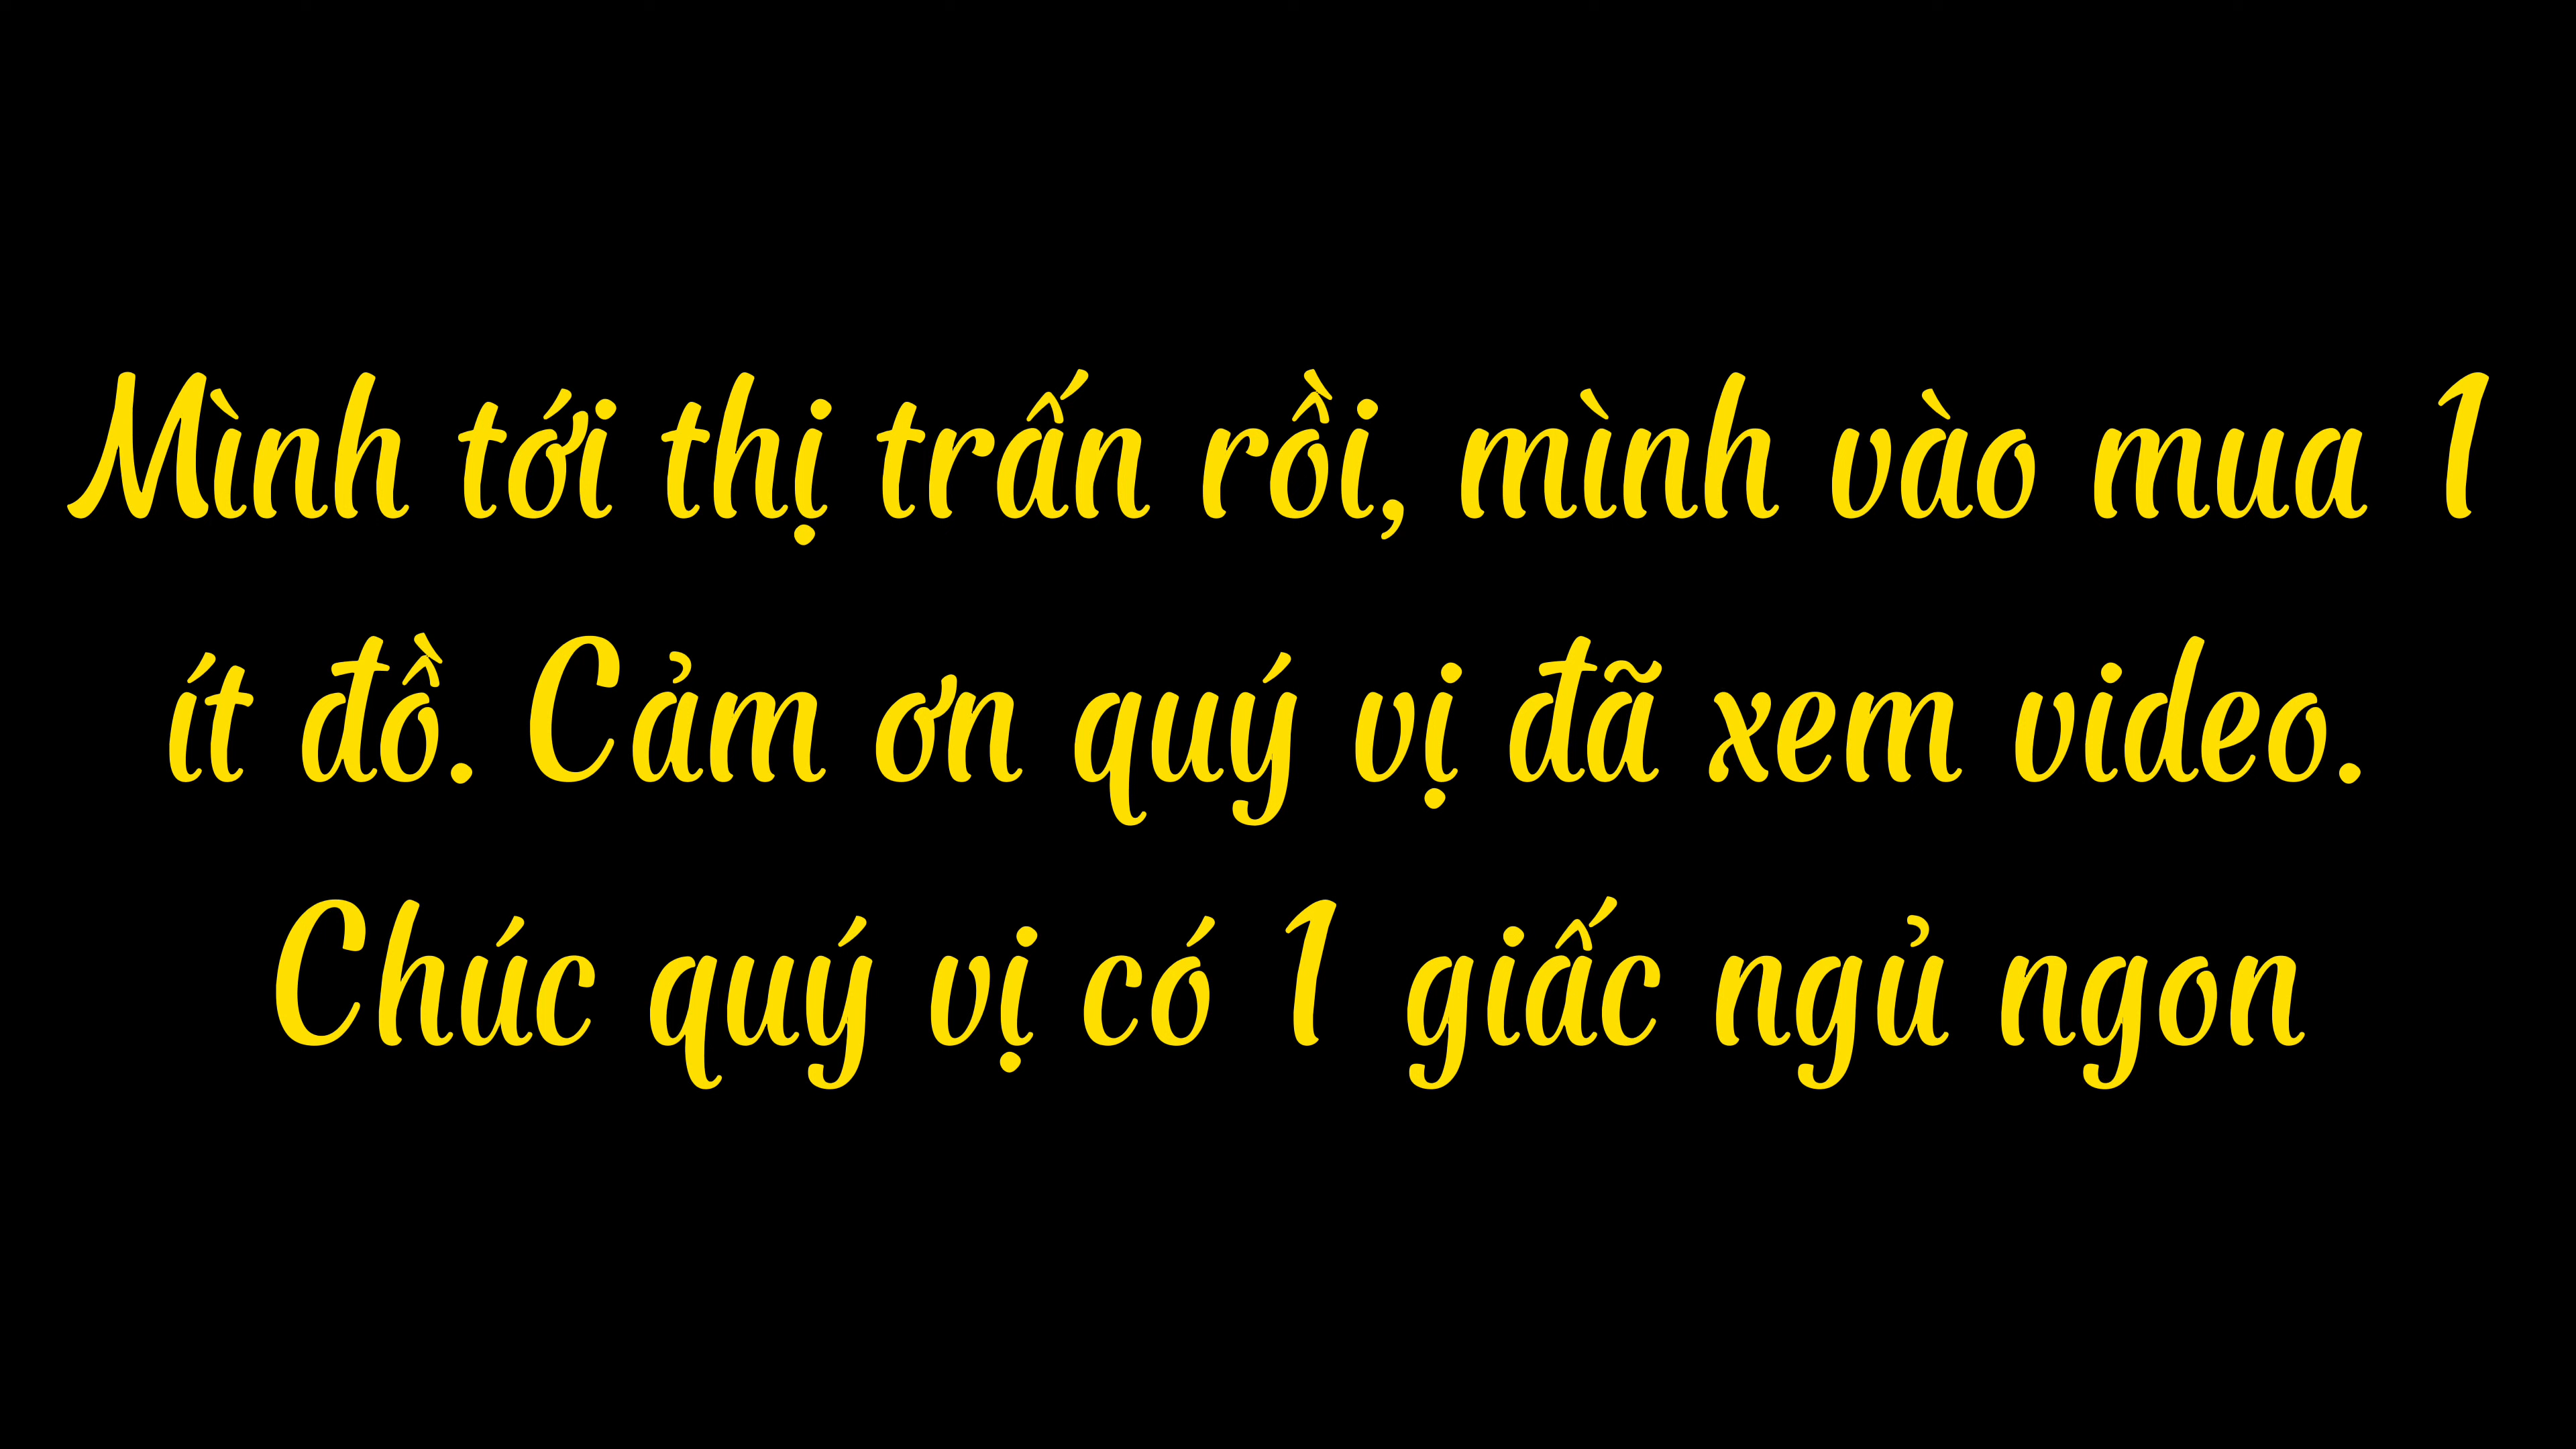 Mình tới thị trấn rồi, mình vào mua 1
ít đồ. Cảm ơn quý vị đã xem video.
Chúc quý vị có 1 giấc ngủ ngon